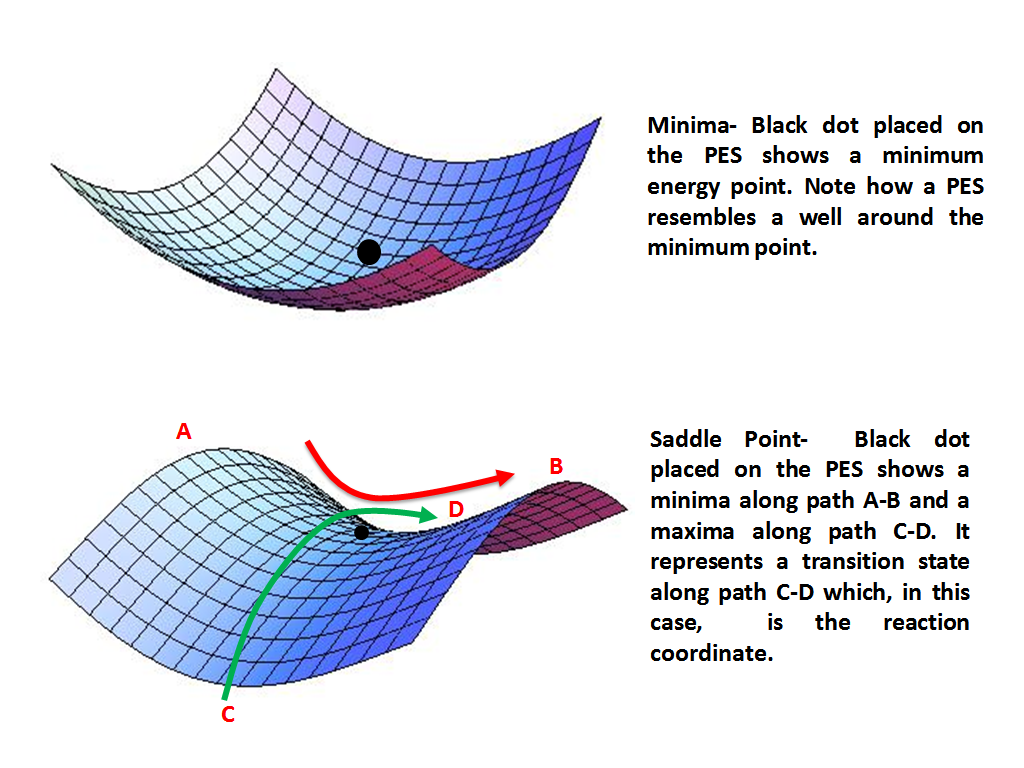 Minima- Black dot placed on
the PES shows a minimum
energy point. Note how a PES
resembles a well around the
minimum point.
A
B
D
C
Saddle Point- Black dot
placed on the PES shows a
minima along path A-B and a
maxima along path C-D. It
represents a transition state
along path C-D which, in this
case, is the reaction
coordinate.